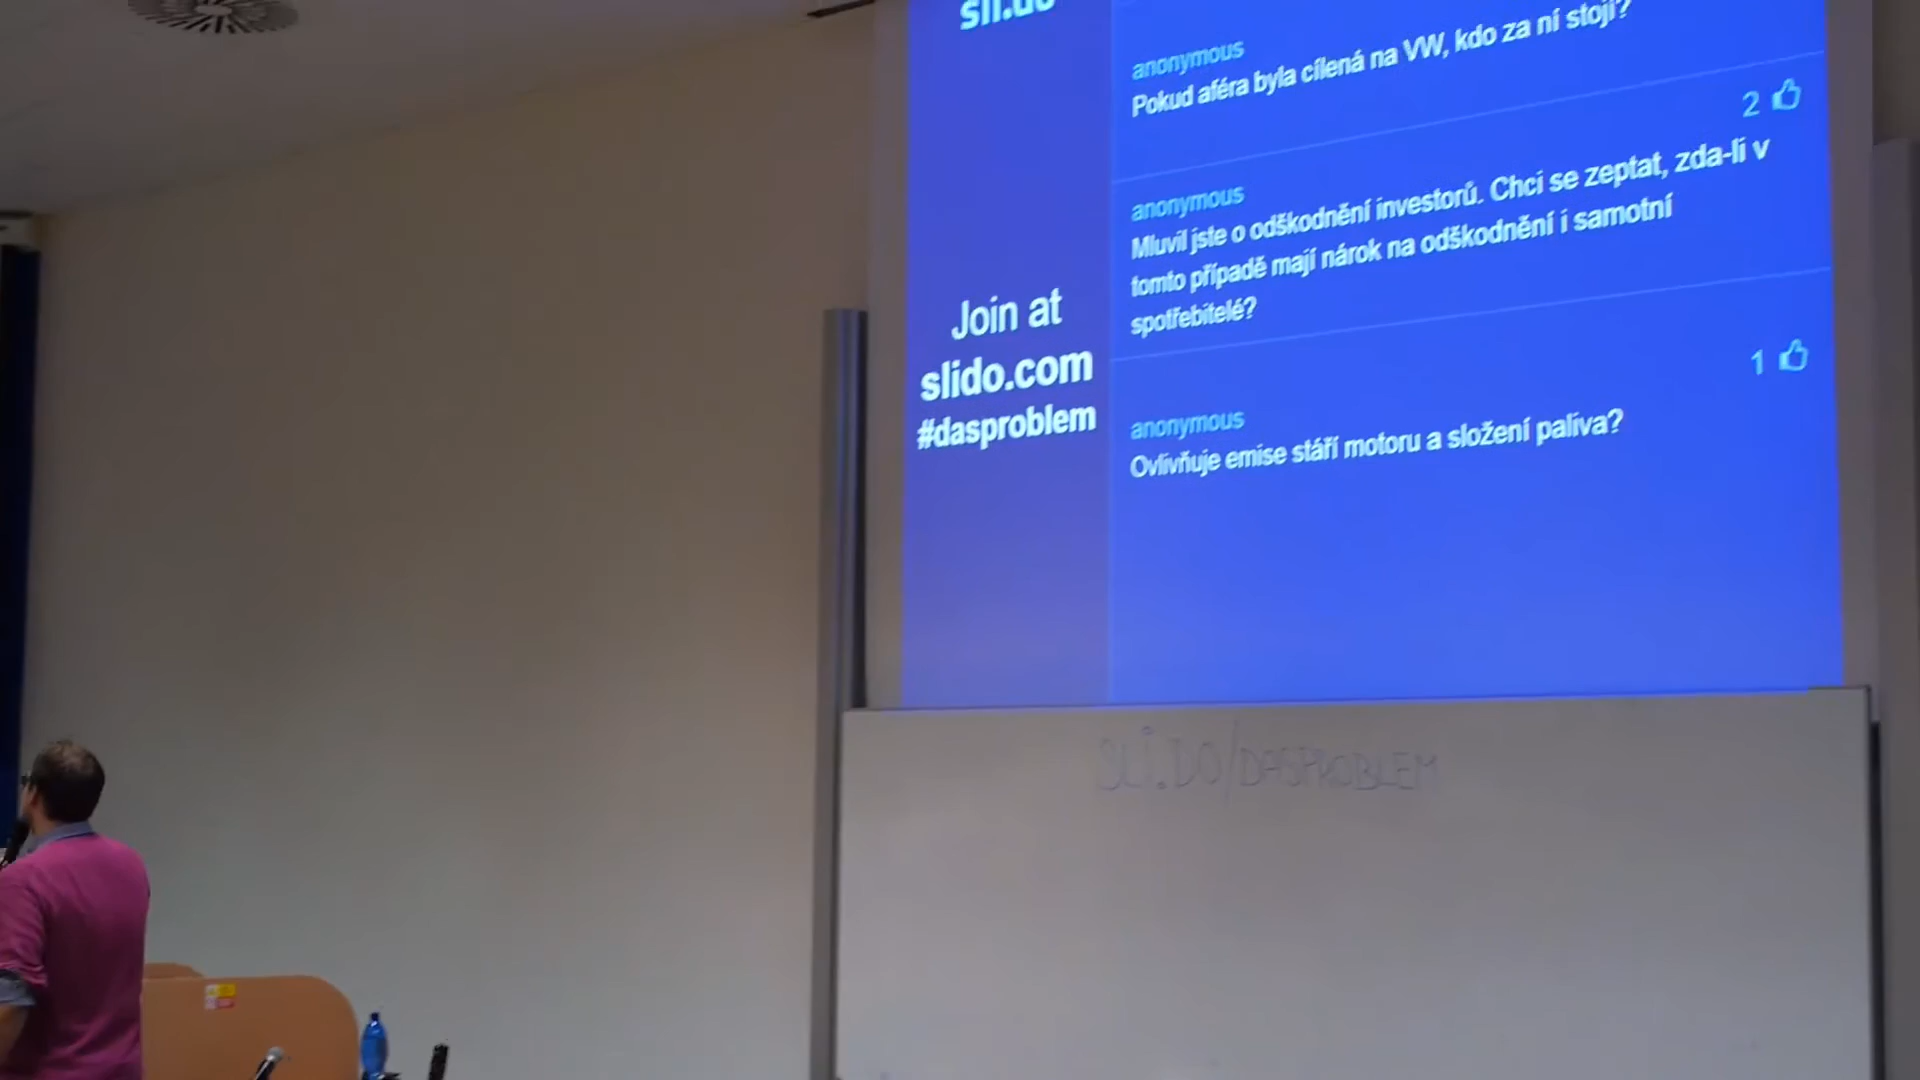 sli.do
anonymous
Pokud aféra byla cílená na VW, kdo za ní stojí?
2
anonymous
Mluvil jste o odškodnění investorů. Chci se zeptat, zda-li v
tomto případě mají nárok na odškodnění i samotní
spotřebitelé?
Join at
slido.com
#dasproblem
1
anonymous
Ovlivňuje emise stáří motoru a složení paliva?
SLI.DO/DASPROBLEM